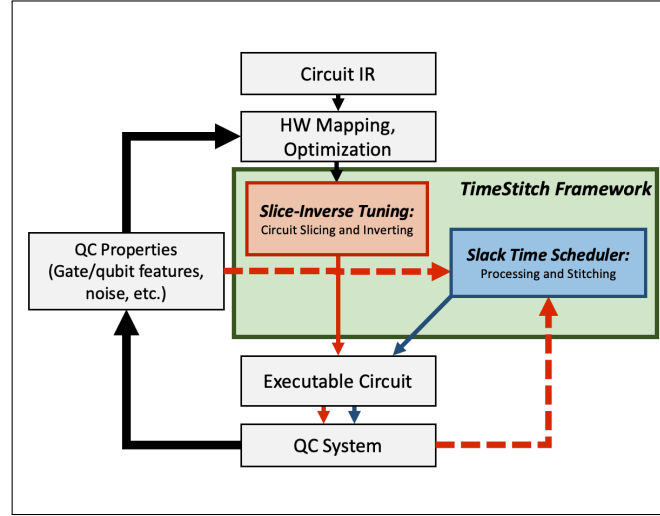 Circuit IR
HW Mapping,
Optimization
TimeStitch Framework
Slice-Inverse Tuning:
Circuit Slicing and Inverting
QC Properties
(Gate/qubit features,
noise, etc.)
Slack Time Scheduler:
Processing and Stitching
Executable Circuit
QC System